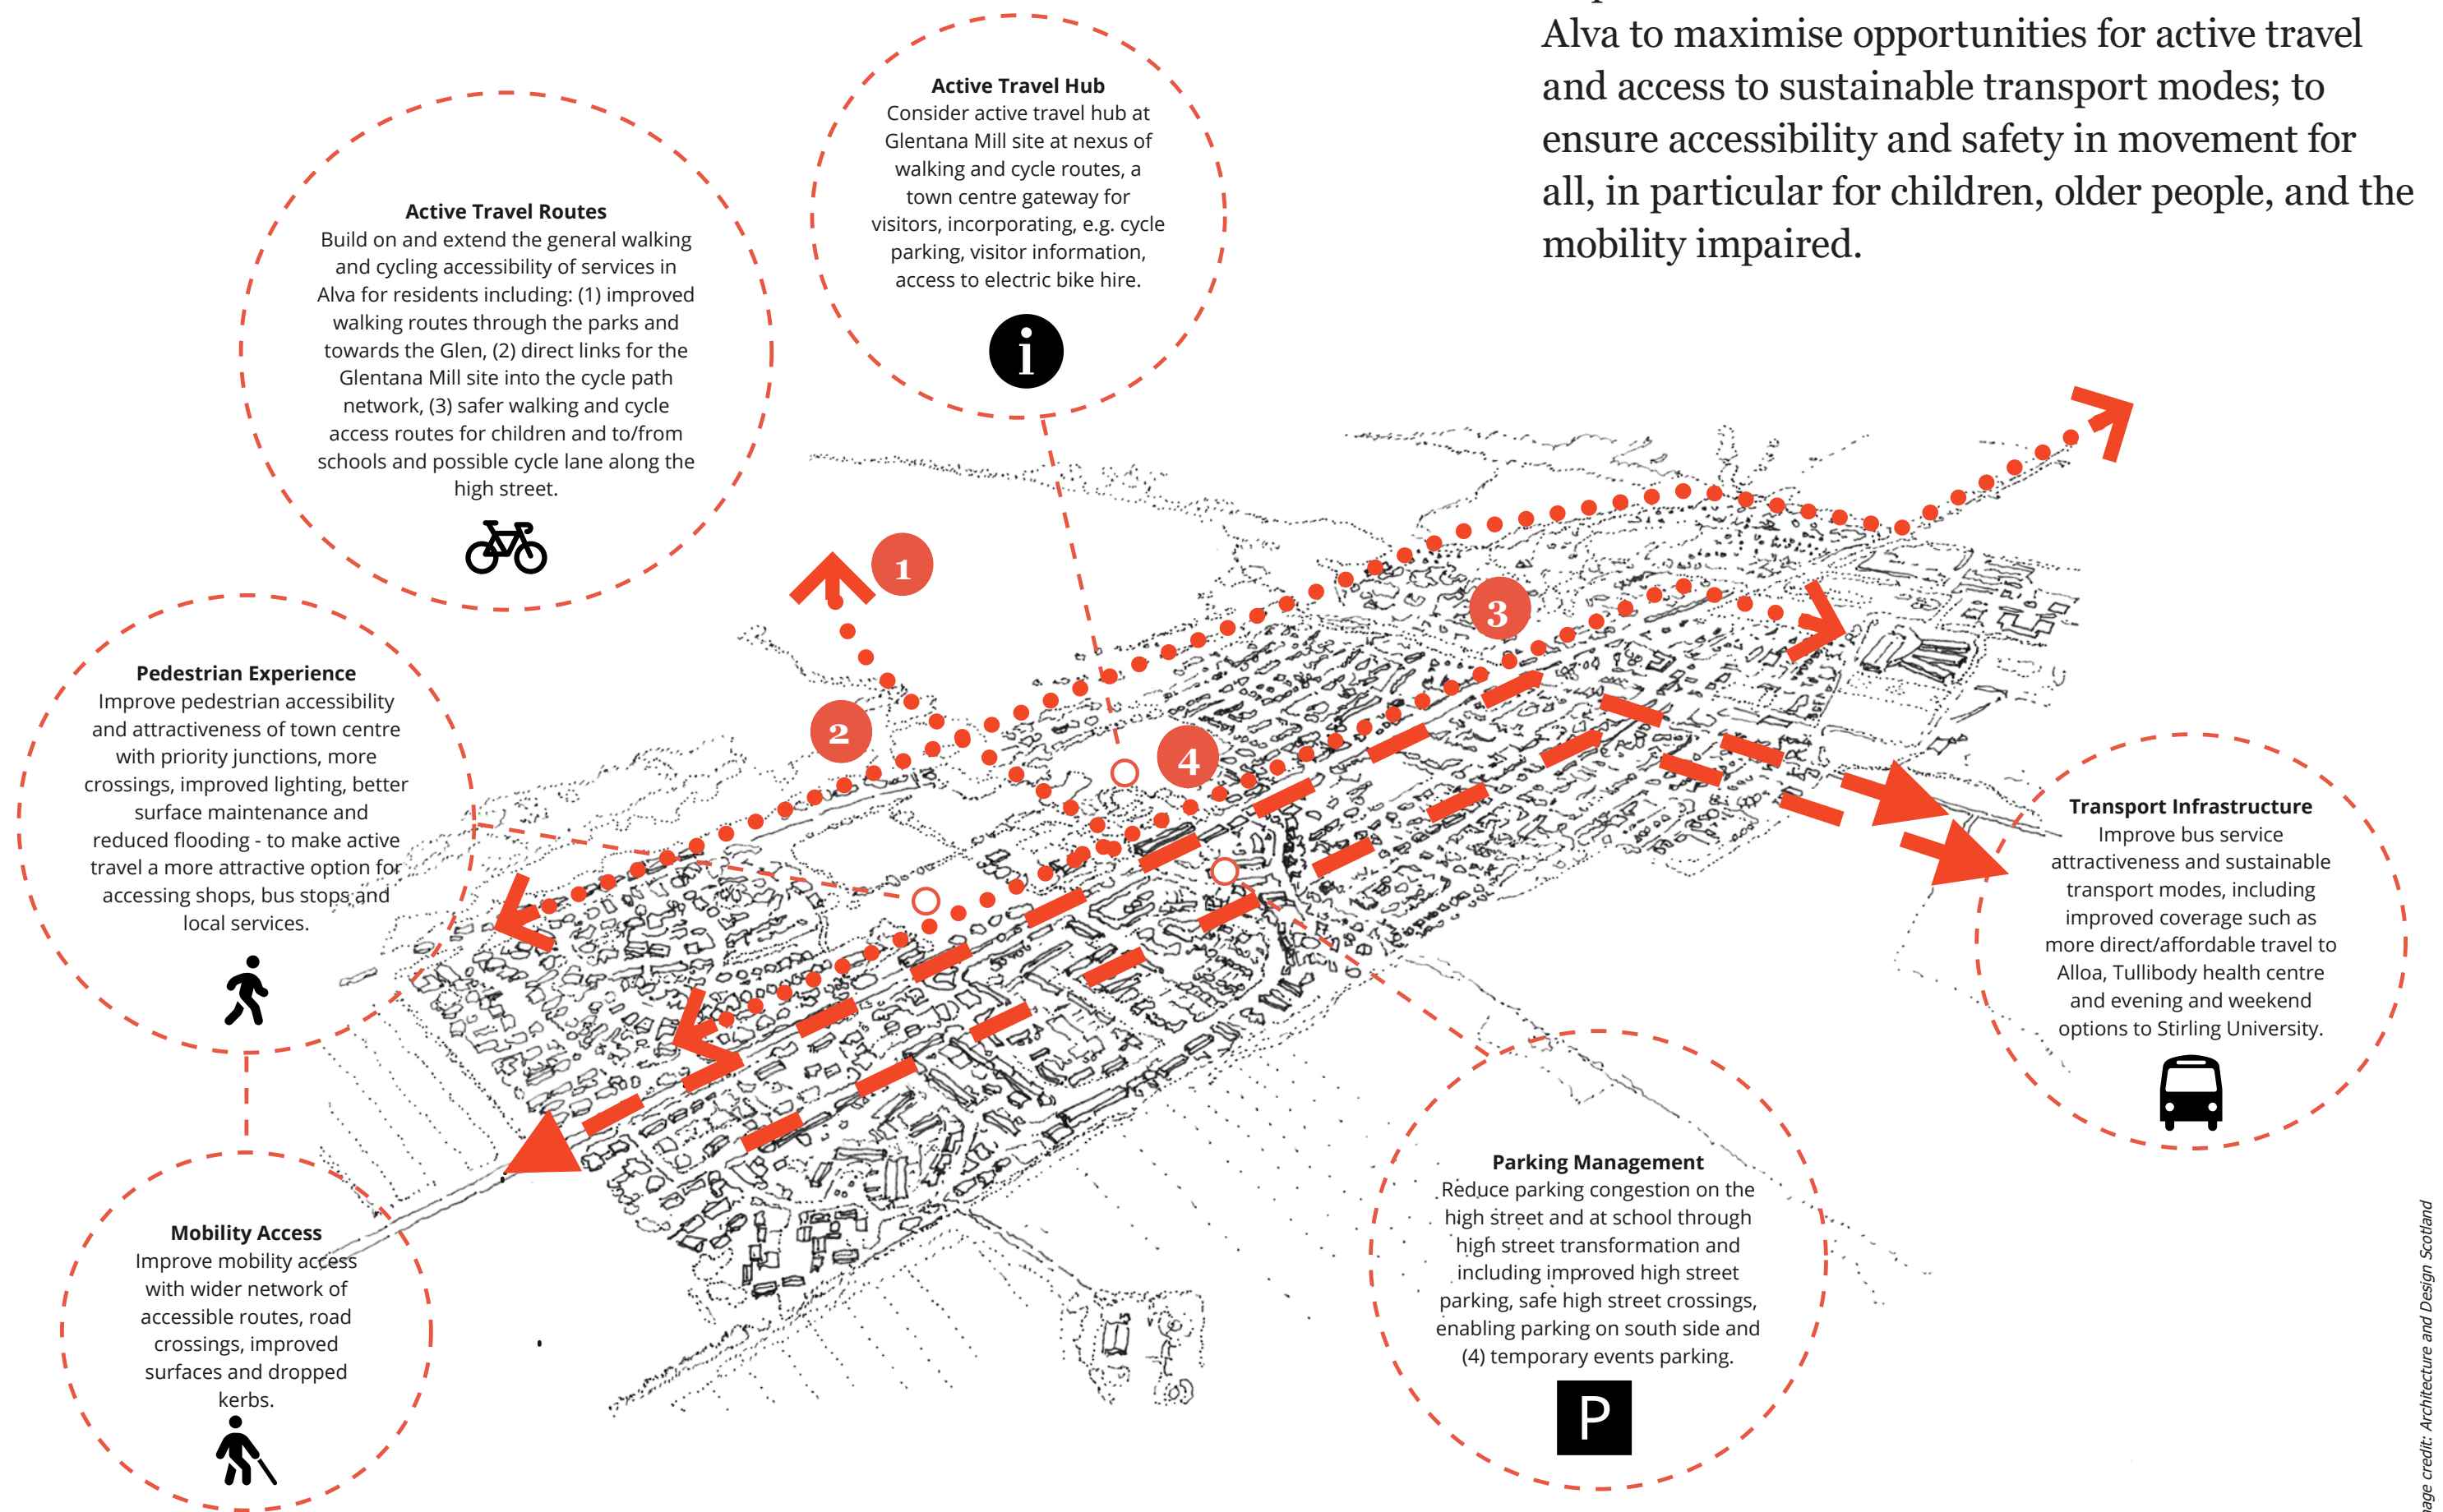 Alva to maximise opportunities for active travel
and access to sustainable transport modes; to
ensure accessibility and safety in movement for
all, in particular for children, older people, and the
mobility impaired.
Active Travel Hub
Consider active travel hub at
Glentana Mill site at nexus of
walking and cycle routes, a
town centre gateway for
visitors, incorporating, e.g. cycle
parking, visitor information,
access to electric bike hire.
i
Active Travel Routes
Build on and extend the general walking
and cycling accessibility of services in
Alva for residents including: (1) improved
walking routes through the parks and
towards the Glen, (2) direct links for the
Glentana Mill site into the cycle path
network, (3) safer walking and cycle
access routes for children and to/from
schools and possible cycle lane along the
high street.
1
2
3
4
Pedestrian Experience
Improve pedestrian accessibility
and attractiveness of town centre
with priority junctions, more
crossings, improved lighting, better
surface maintenance and
reduced flooding - to make active
travel a more attractive option for
accessing shops, bus stops and
local services.
Transport Infrastructure
Improve bus service
attractiveness and sustainable
transport modes, including
improved coverage such as
more direct/affordable travel to
Alloa, Tullibody health centre
and evening and weekend
options to Stirling University.
Mobility Access
Improve mobility access
with wider network of
accessible routes, road
crossings, improved
surfaces and dropped
kerbs.
Parking Management
Reduce parking congestion on the
high street and at school through
high street transformation and
including improved high street
parking, safe high street crossings,
enabling parking on south side and
(4) temporary events parking.
P
credit: Architecture and Design Scotland